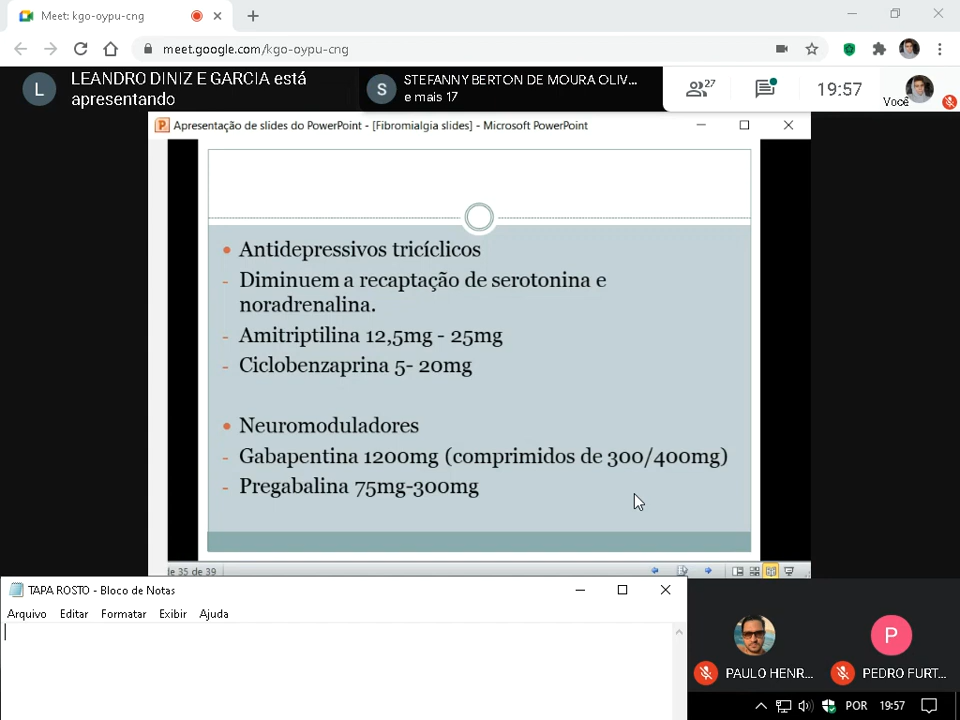 Meet: kgo-oypu-cng
meet.google.com/kgo-oypu-cng
L
LEANDRO DINIZ E GARCIA está
apresentando
S
STEFANNY BERTON DE MOURA OLIV...
e mais 17
27
19:57
Você
Apresentação de slides do PowerPoint - [Fibromialgia slides] - Microsoft PowerPoint
• Antidepressivos tricíclicos
- Diminuem a recaptação de serotonina e
noradrenalina.
- Amitriptilina 12,5mg - 25mg
- Ciclobenzaprina 5- 20mg
• Neuromoduladores
- Gabapentina 1200mg (comprimidos de 300/400mg)
- Pregabalina 75mg-300mg
de 35 de 39
TAPA ROSTO - Bloco de Notas
Arquivo Editar Formatar Exibir Ajuda
P
PAULO HENR...
PEDRO FURT...
POR 19:57